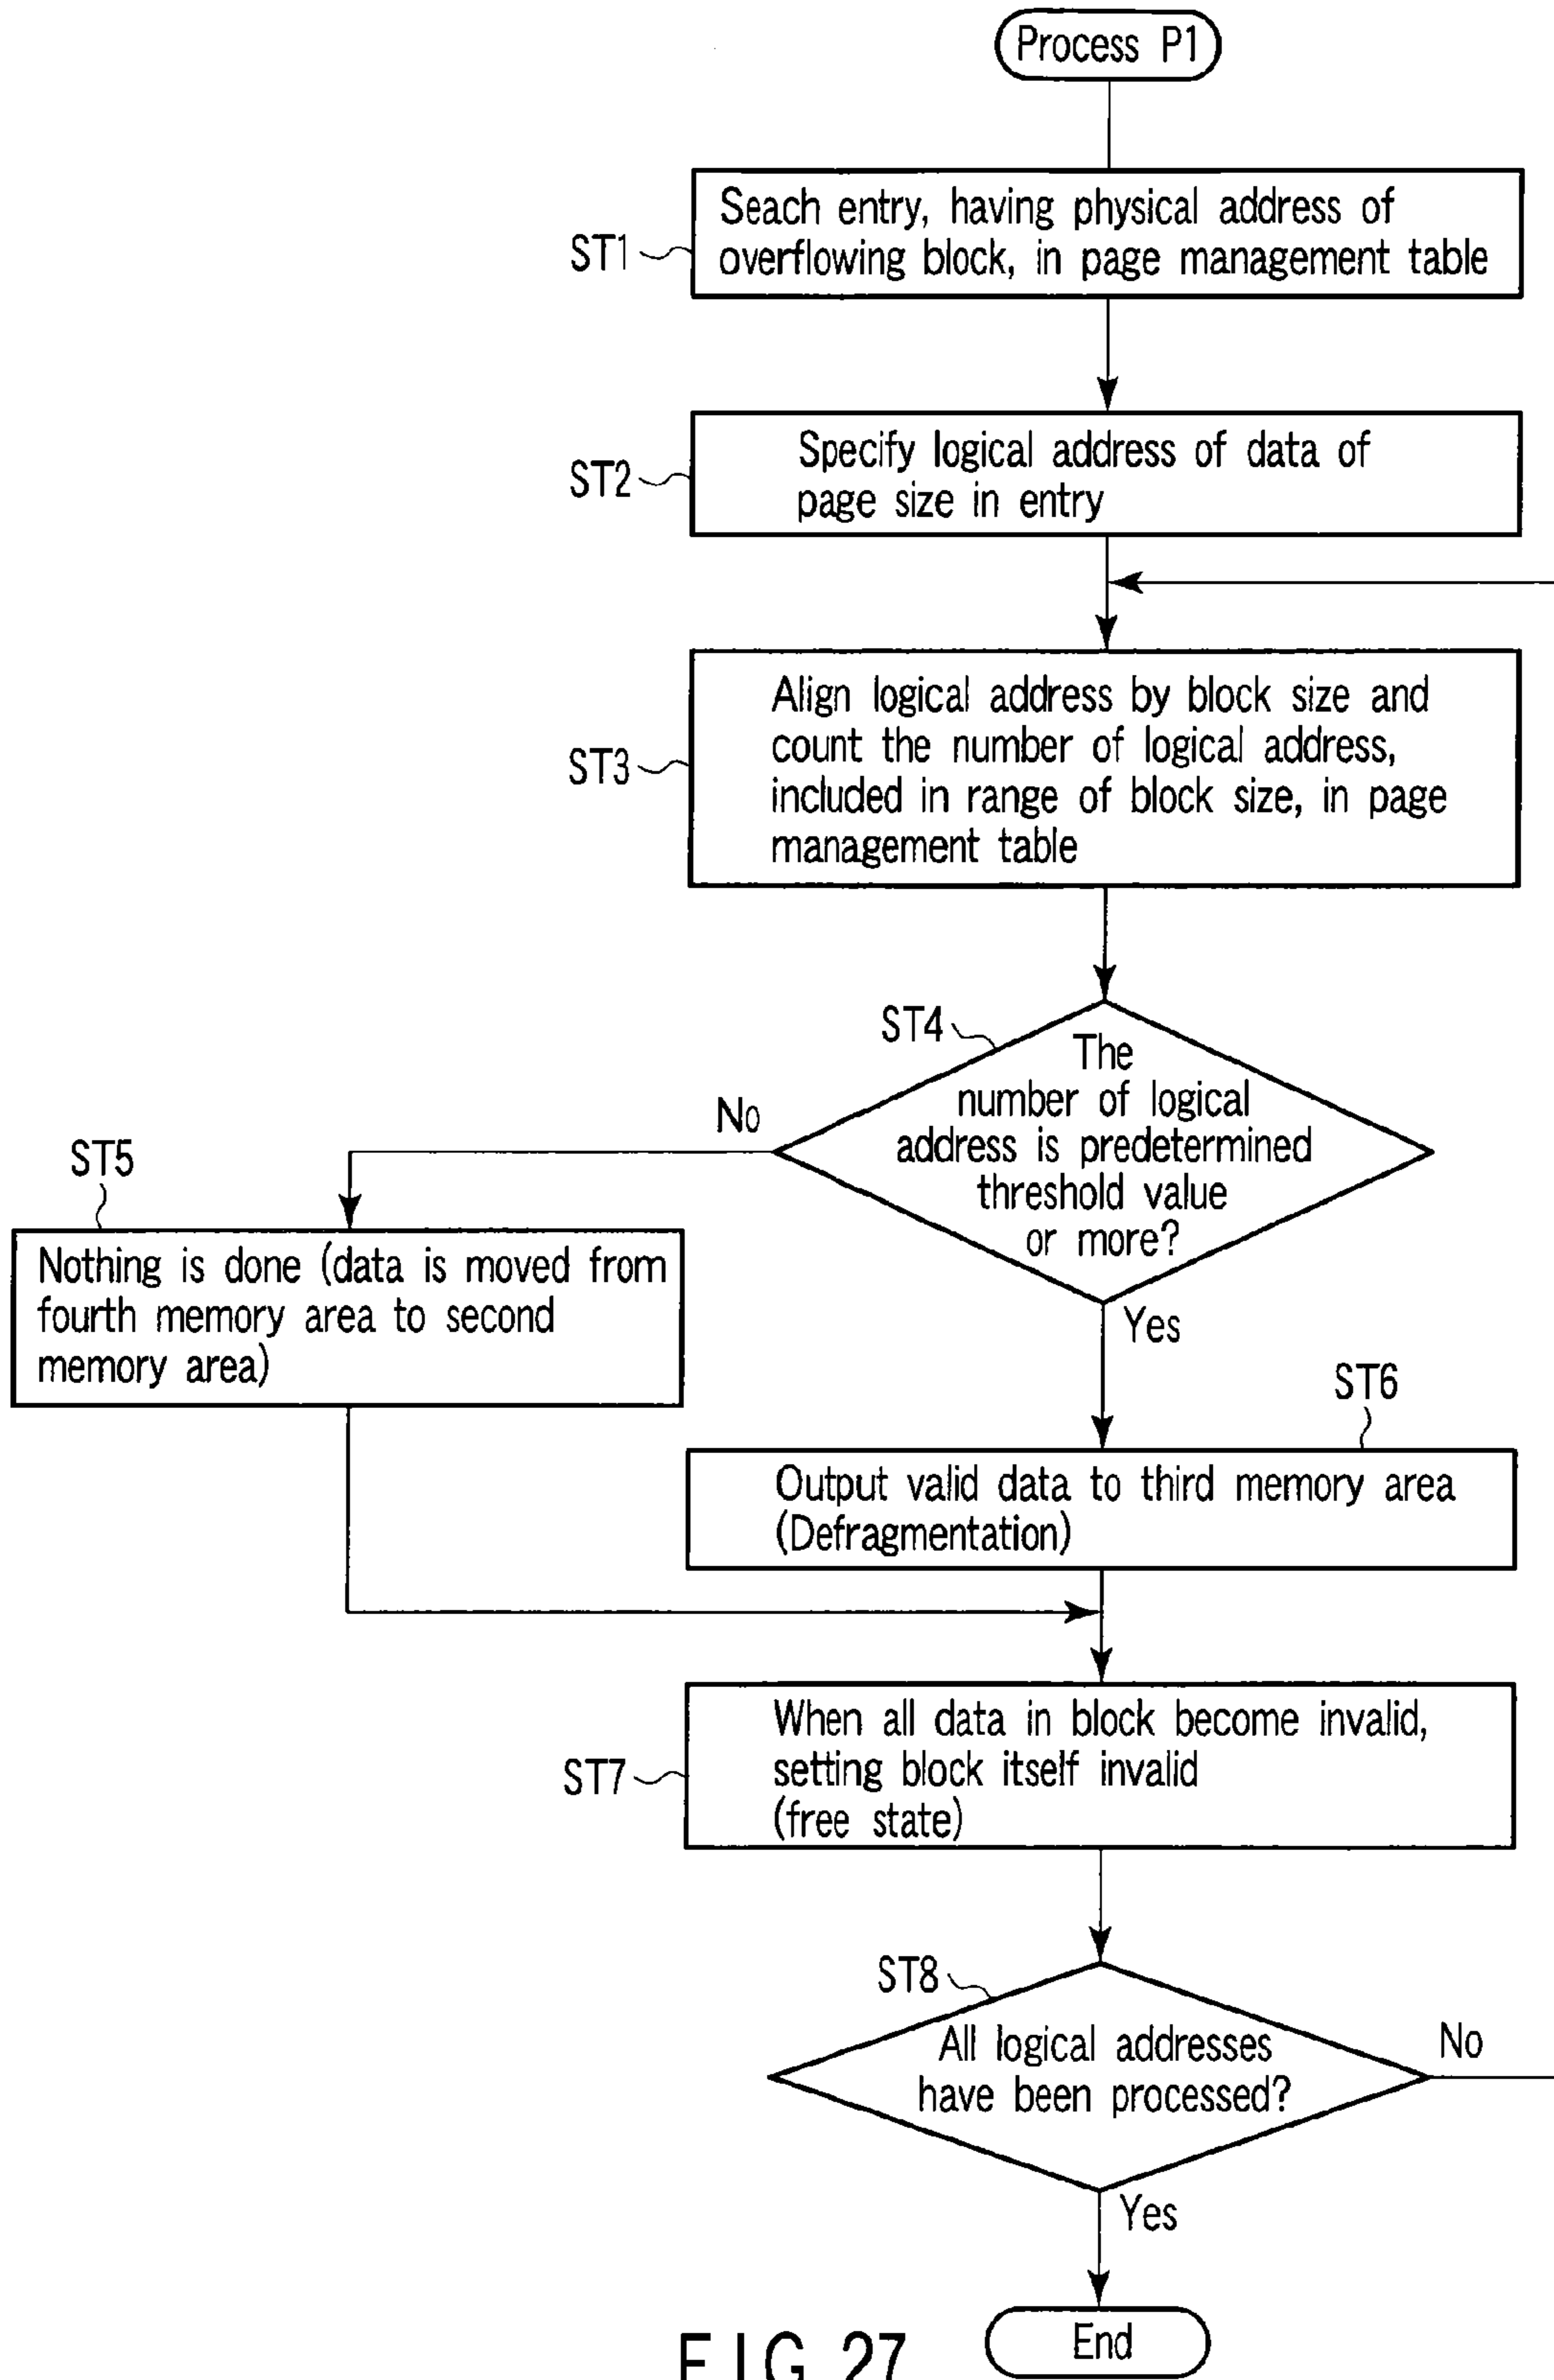 Process P1
ST1
Seach entry, having physical address of
overflowing block, in page management table
ST2
Specify logical address of data of
page size in entry
ST3
Align logical address by block size and
count the number of logical address,
included in range of block size, in page
management table
ST4
The
number of logical
address is predetermined
threshold value
or more?
No
Yes
ST5
Nothing is done (data is moved from
fourth memory area to second
memory area)
ST6
Output valid data to third memory area
(Defragmentation)
ST7
When all data in block become invalid,
setting block itself invalid
(free state)
ST8
All logical addresses
have been processed?
No
Yes
End
FIG. 27